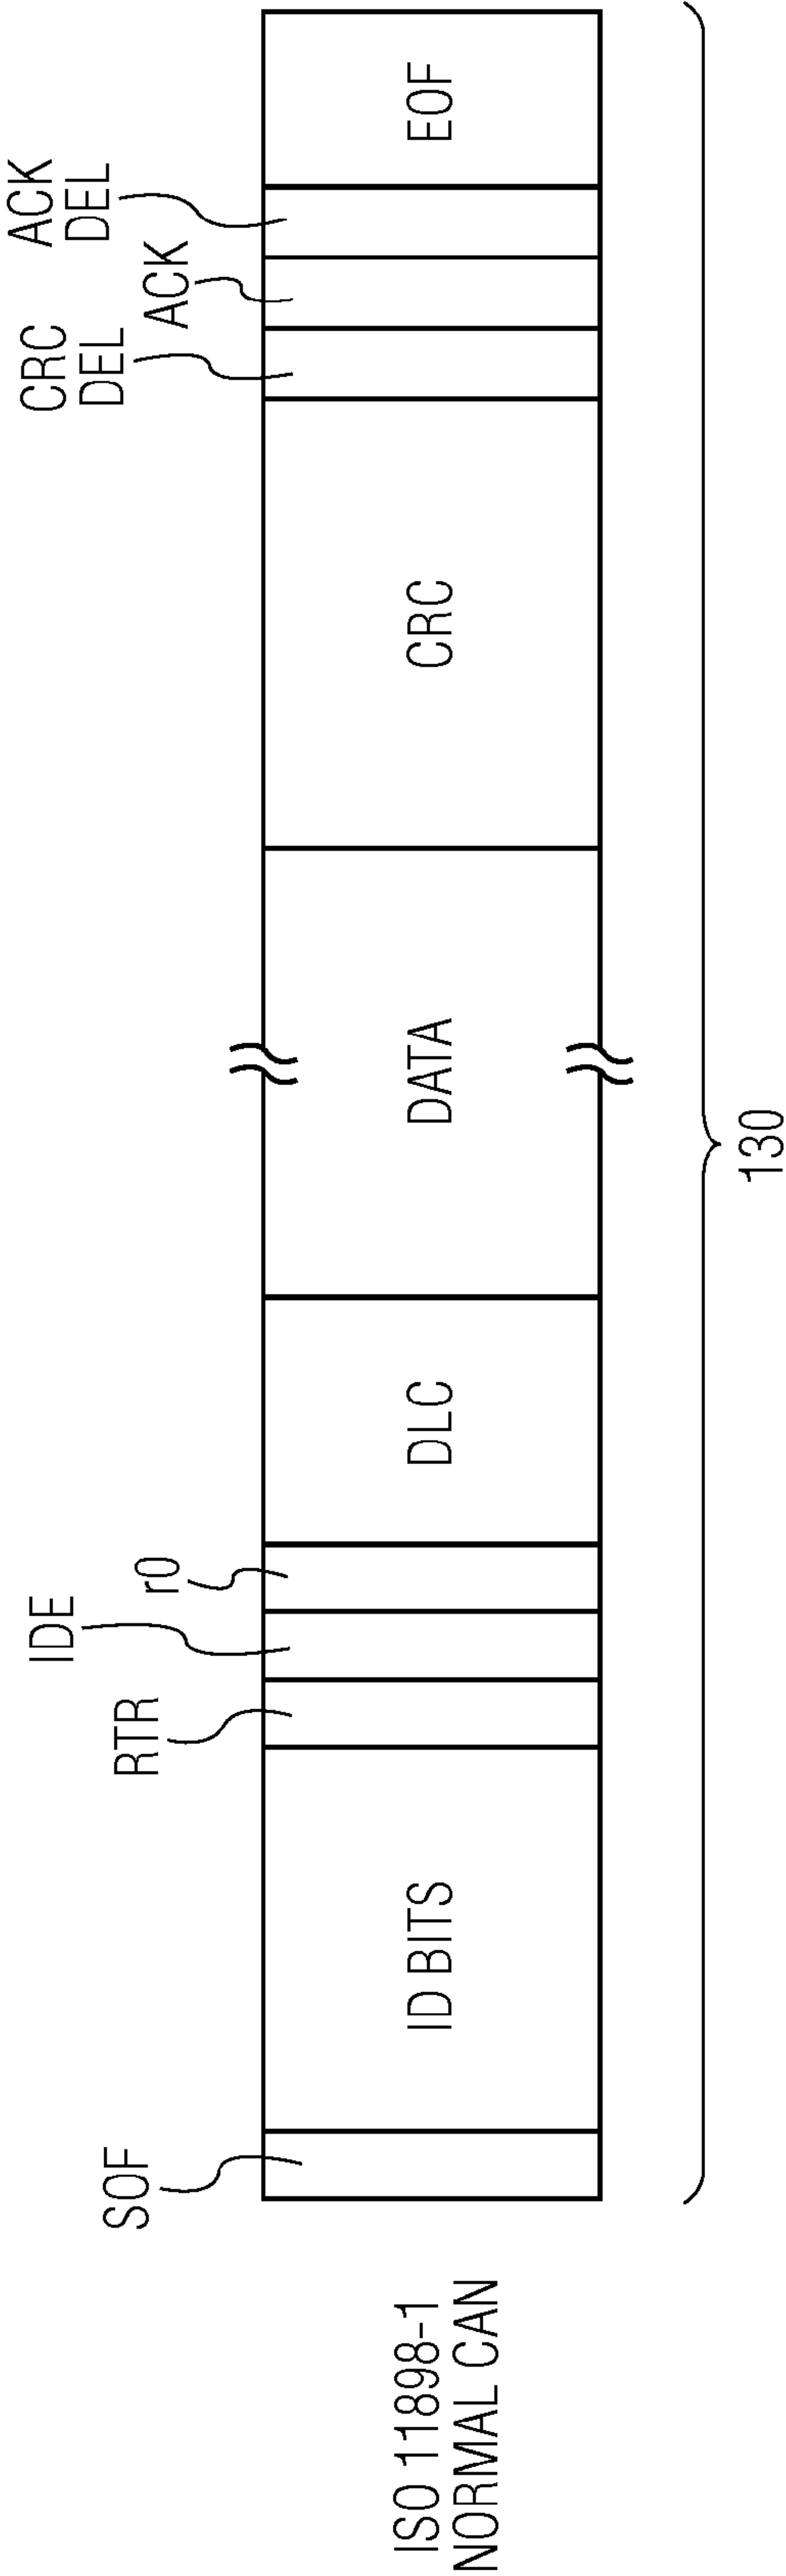 ISO 11898-1
NORMAL CAN
SOF
ID BITS
RTR
IDE
r0
DLC
DATA
CRC
CRC
DEL
ACK
ACK
DEL
EOF
130